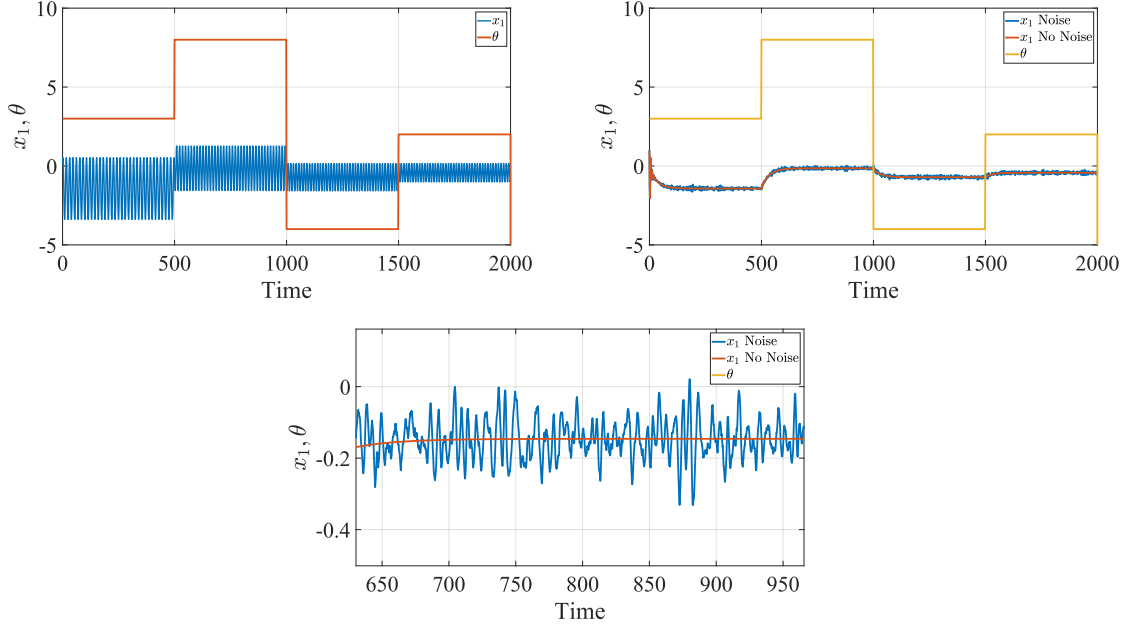 10
5
0
-5
x₁, θ
x₁
θ
0 500 1000 1500 2000
Time
10
5
0
-5
x₁, θ
x₁ Noise
x₁ No Noise
θ
0 500 1000 1500 2000
Time
0
-0.2
-0.4
x₁, θ
x₁ Noise
x₁ No Noise
θ
650 700 750 800 850 900 950
Time